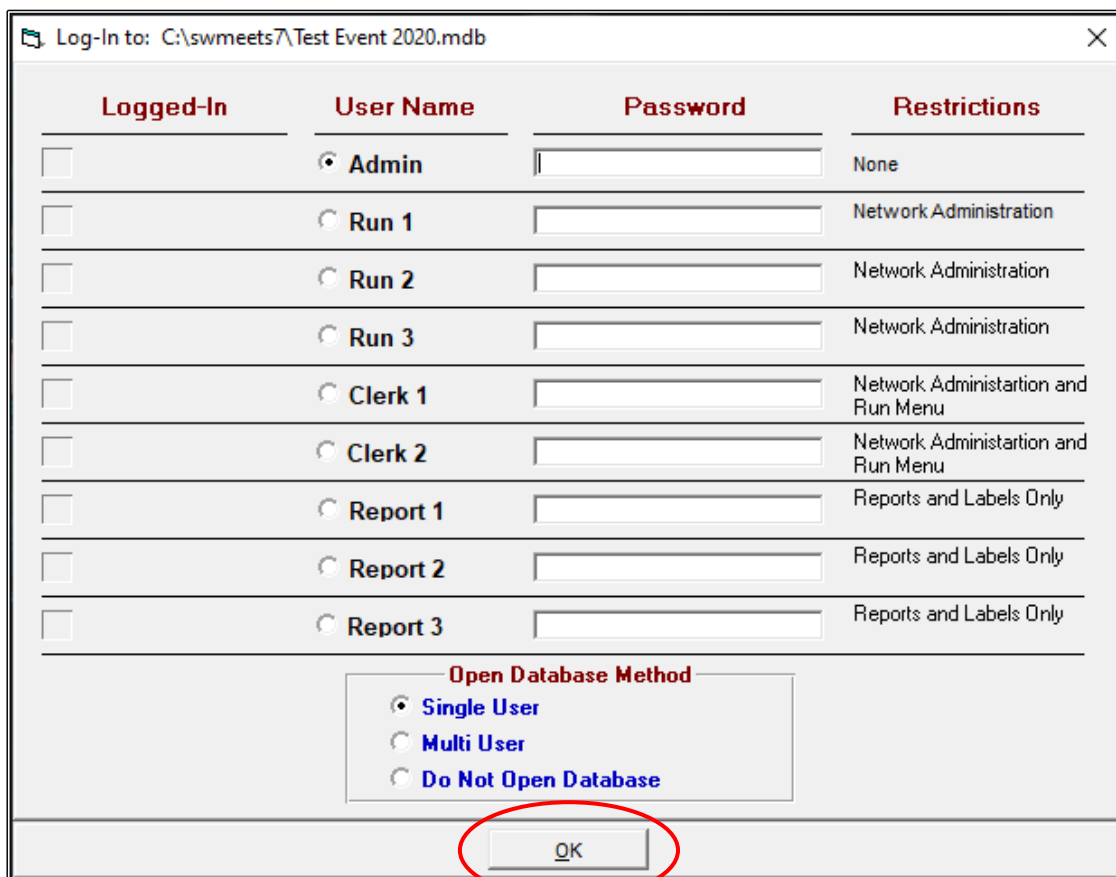 Log-In to: C:\swmeets7\Test Event 2020.mdb
Logged-In User Name Password Restrictions
Admin None
Run 1 Network Administration
Run 2 Network Administration
Run 3 Network Administration
Clerk 1 Network Administartion and
Run Menu
Clerk 2 Network Administartion and
Run Menu
Report 1 Reports and Labels Only
Report 2 Reports and Labels Only
Report 3 Reports and Labels Only
Open Database Method
Single User
Multi User
Do Not Open Database
OK